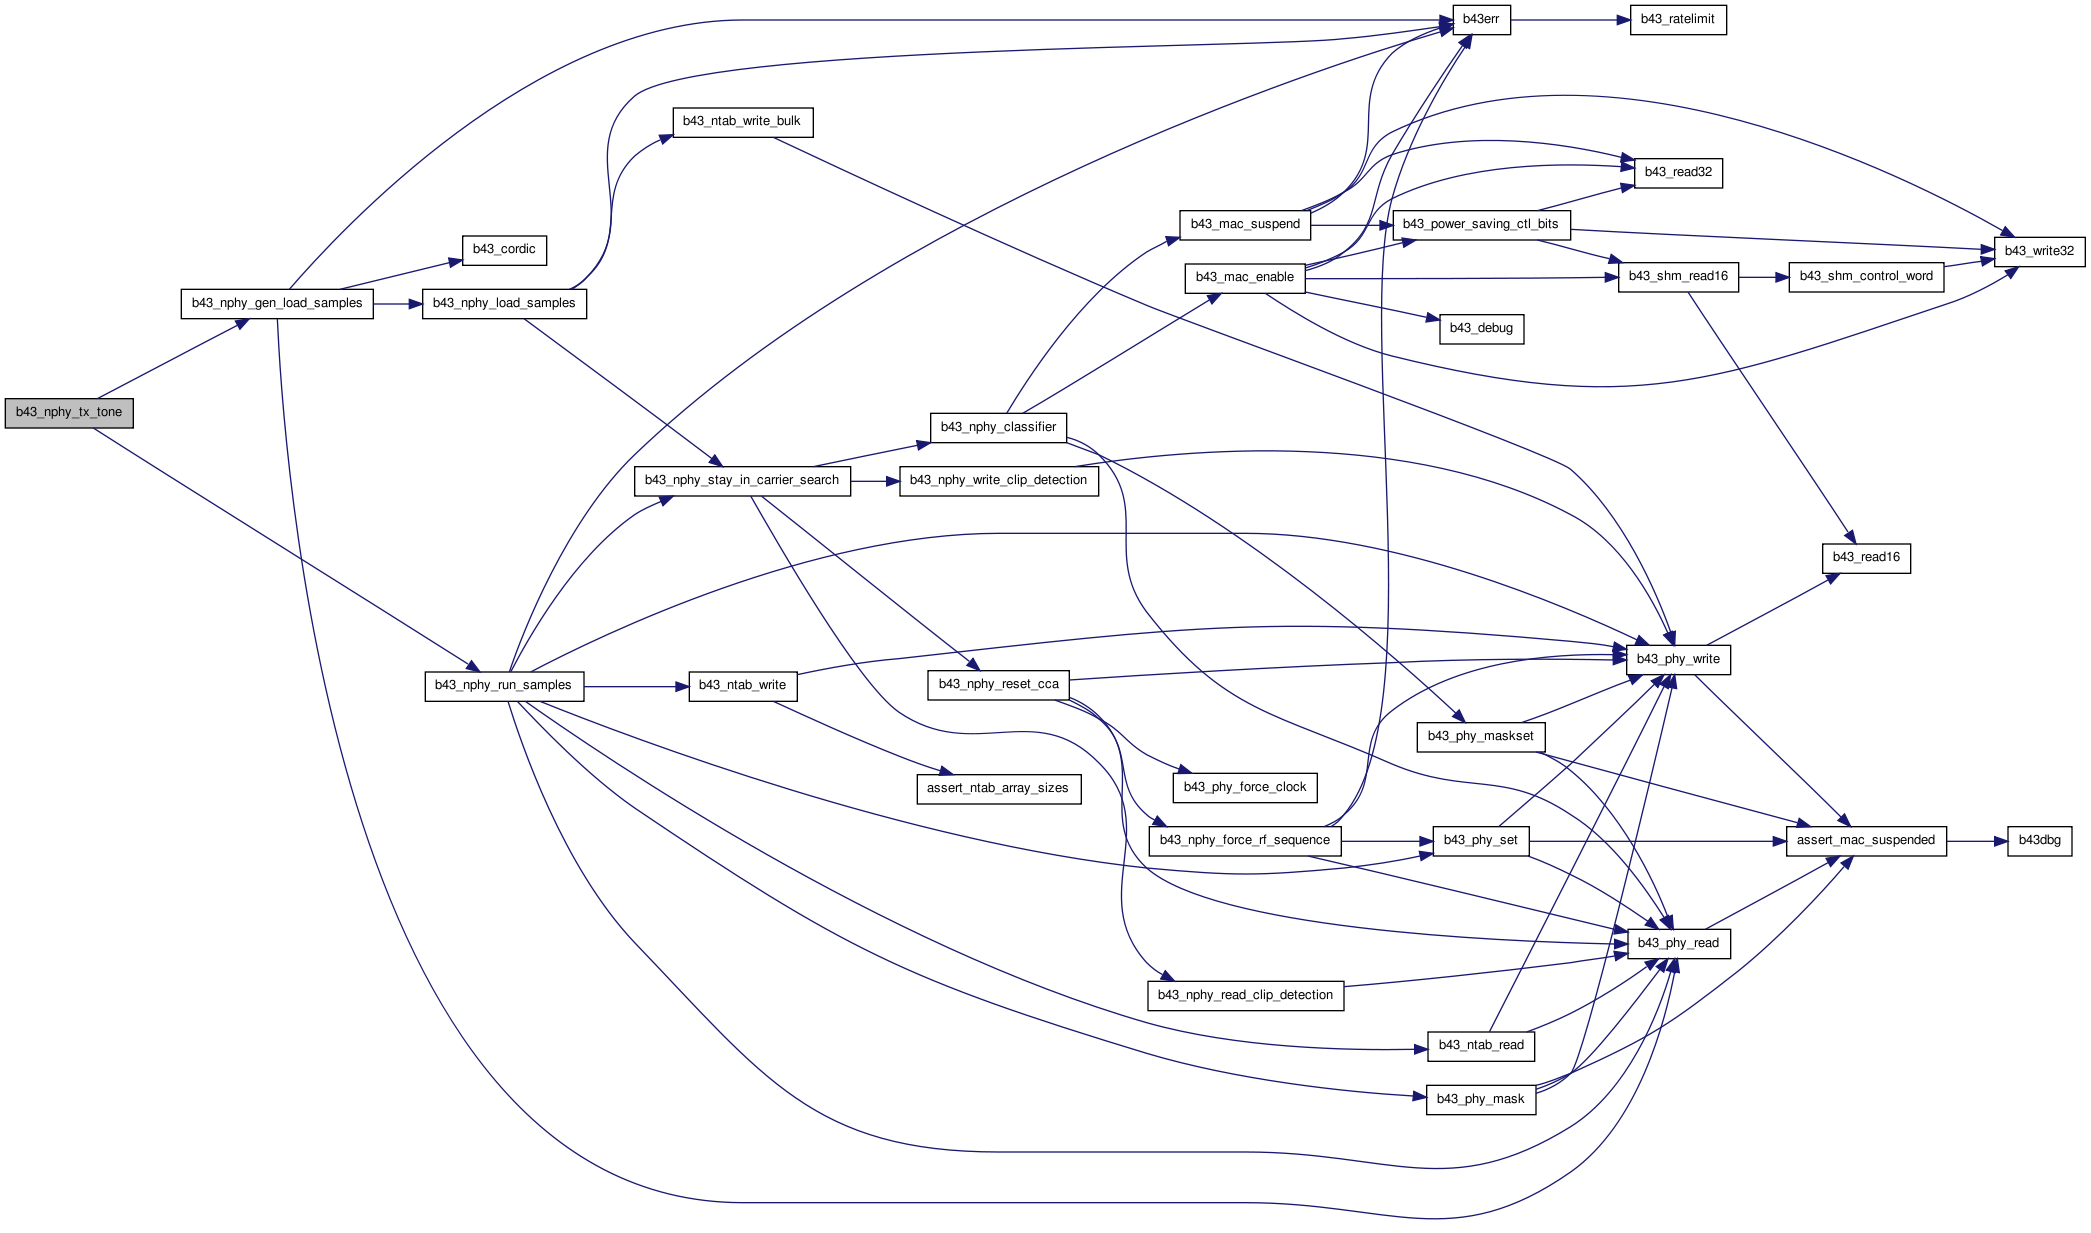 b43err
b43_ratelimit
b43_ntab_write_bulk
b43_read32
b43_mac_suspend
b43_power_saving_ctl_bits
b43_cordic
b43_write32
b43_mac_enable
b43_shm_read16
b43_shm_control_word
b43_nphy_gen_load_samples
b43_nphy_load_samples
b43_debug
b43_nphy_tx_tone
b43_nphy_classifier
b43_nphy_stay_in_carrier_search
b43_nphy_write_clip_detection
b43_read16
b43_phy_write
b43_nphy_run_samples
b43_ntab_write
b43_nphy_reset_cca
b43_phy_maskset
assert_ntab_array_sizes
b43_phy_force_clock
b43_nphy_force_rf_sequence
b43_phy_set
assert_mac_suspended
b43dbg
b43_phy_read
b43_nphy_read_clip_detection
b43_ntab_read
b43_phy_mask